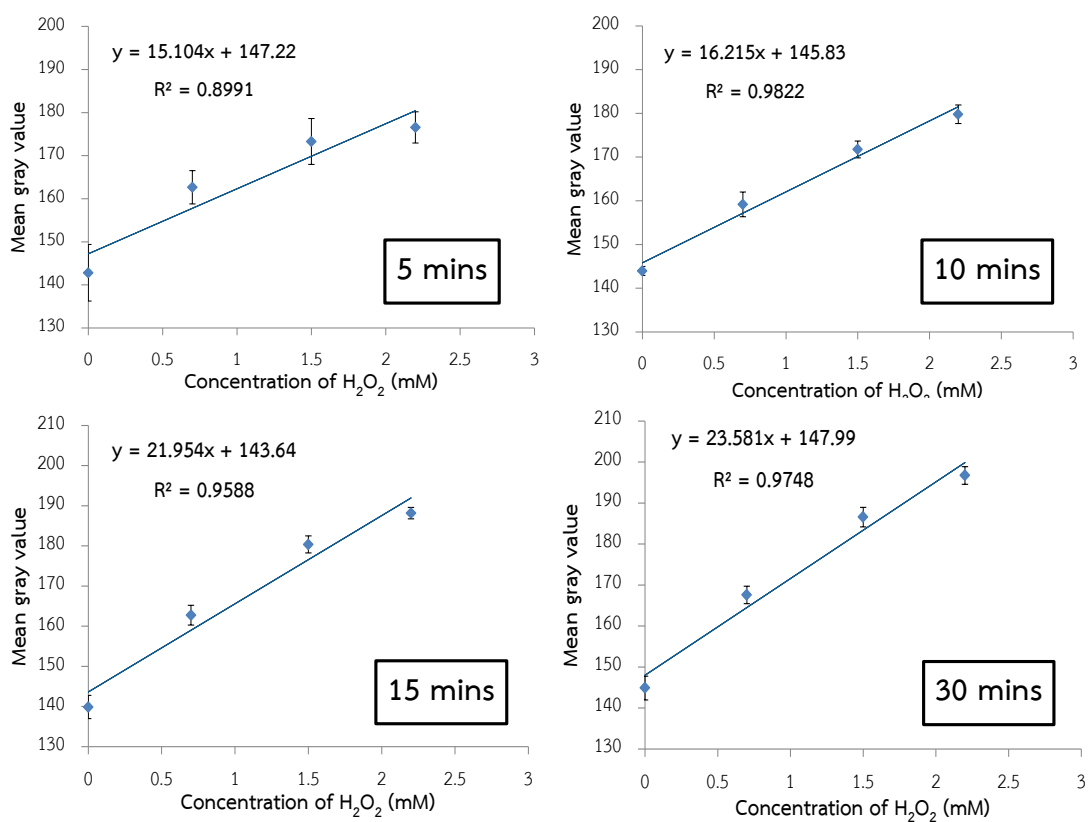 y = 15.104x + 147.22
R² = 0.8991
Mean gray value
200
190
180
170
160
150
140
130
5 mins
0 0.5 1 1.5 2 2.5 3
Concentration of H₂O₂ (mM)
y = 16.215x + 145.83
R² = 0.9822
Mean gray value
200
190
180
170
160
150
140
130
10 mins
0 0.5 1 1.5 2 2.5 3
Concentration of H₂O₂ (mM)
y = 21.954x + 143.64
R² = 0.9588
Mean gray value
210
200
190
180
170
160
150
140
130
15 mins
0 0.5 1 1.5 2 2.5 3
Concentration of H₂O₂ (mM)
y = 23.581x + 147.99
R² = 0.9748
Mean gray value
210
200
190
180
170
160
150
140
130
30 mins
0 0.5 1 1.5 2 2.5 3
Concentration of H₂O₂ (mM)